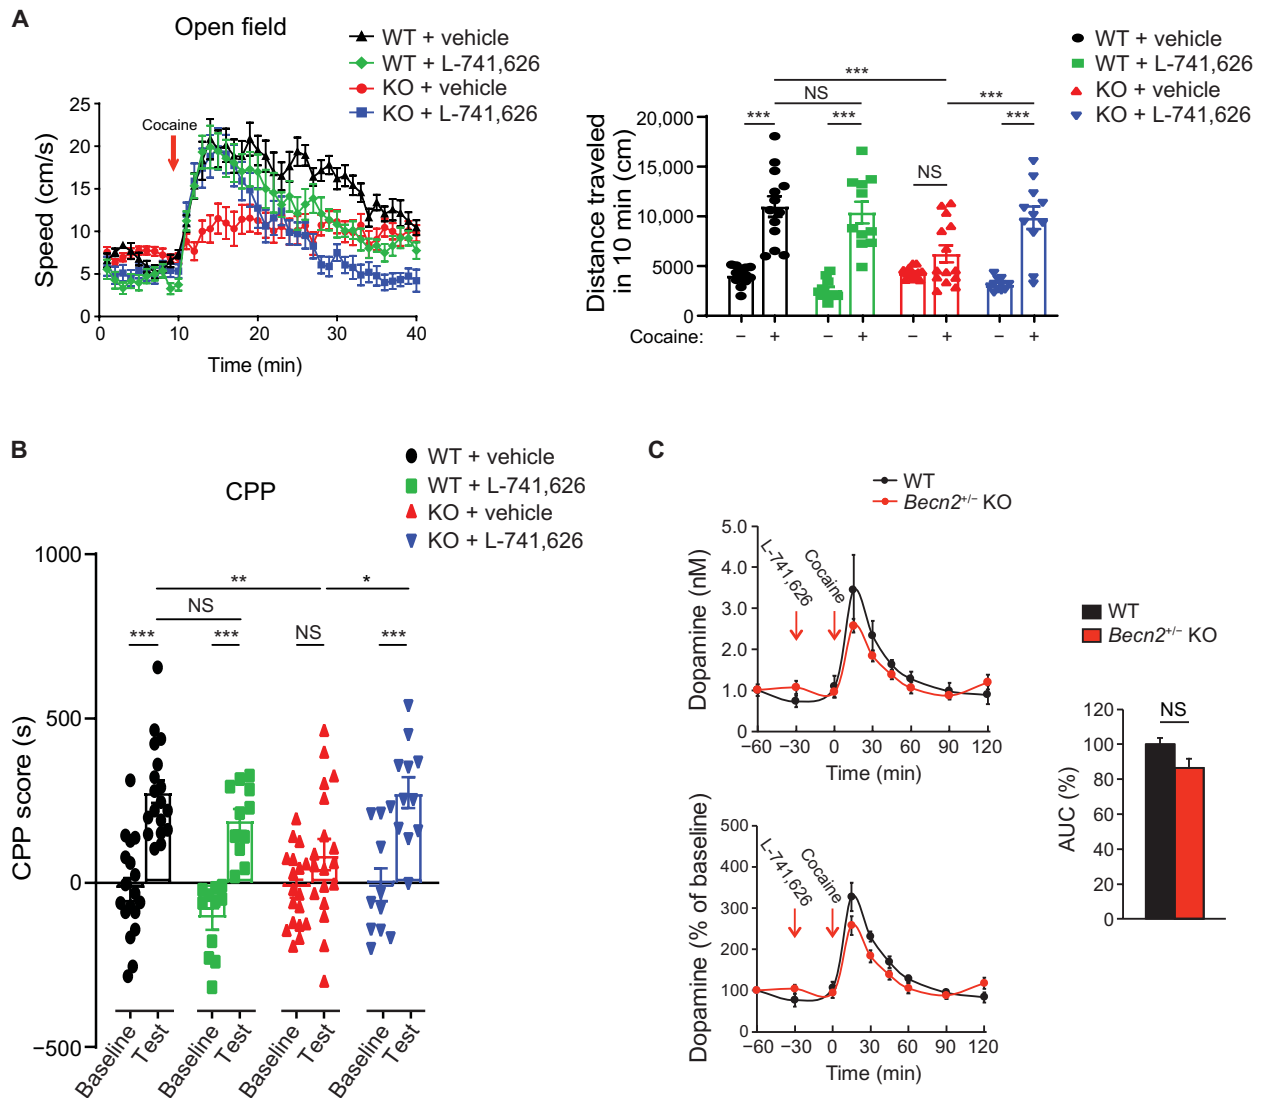 A
Open field
WT + vehicle
WT + L-741,626
KO + vehicle
KO + L-741,626
Speed (cm/s)
25
20
15
10
5
0
Cocaine
0 10 20 30 40
Time (min)
WT + vehicle
WT + L-741,626
KO + vehicle
KO + L-741,626
Distance traveled
in 10 min (cm)
20,000
15,000
10,000
5000
0
***
NS
***
***
***
NS
***
Cocaine: − + − + − + − +
B
CPP
WT + vehicle
WT + L-741,626
KO + vehicle
KO + L-741,626
CPP score (s)
1000
500
0
−500
**
*
NS
***
***
NS
***
Baseline Test Baseline Test Baseline Test Baseline Test
C
WT
Becn2+/− KO
Dopamine (nM)
5.0
4.0
3.0
2.0
1.0
0
L-741,626
Cocaine
−60 −30 0 30 60 90 120
Time (min)
Dopamine (% of baseline)
500
400
300
200
100
0
L-741,626
Cocaine
−60 −30 0 30 60 90 120
Time (min)
WT
Becn2+/− KO
AUC (%)
120
100
80
60
40
20
0
NS